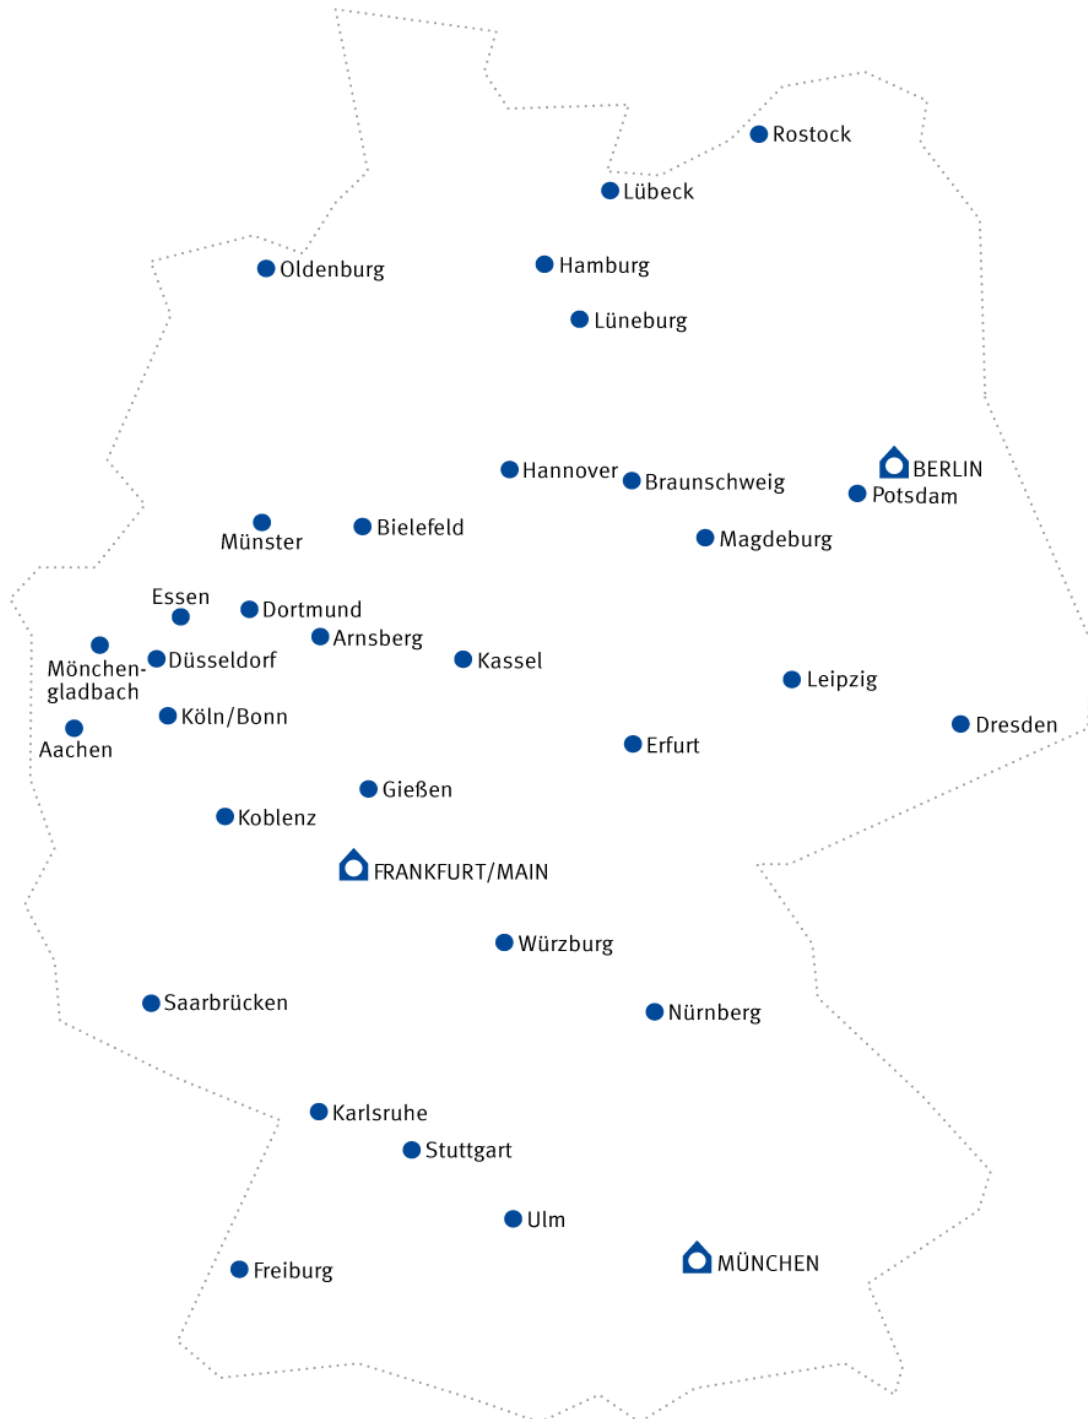 Rostock
Lübeck
Oldenburg
Hamburg
Lüneburg
Hannover
BERLIN
Braunschweig
Potsdam
Münster
Bielefeld
Magdeburg
Essen
Dortmund
Arnsberg
Mönchen-
gladbach
Düsseldorf
Kassel
Leipzig
Köln/Bonn
Dresden
Aachen
Erfurt
Gießen
Koblenz
FRANKFURT/MAIN
Würzburg
Saarbrücken
Nürnberg
Karlsruhe
Stuttgart
Ulm
MÜNCHEN
Freiburg